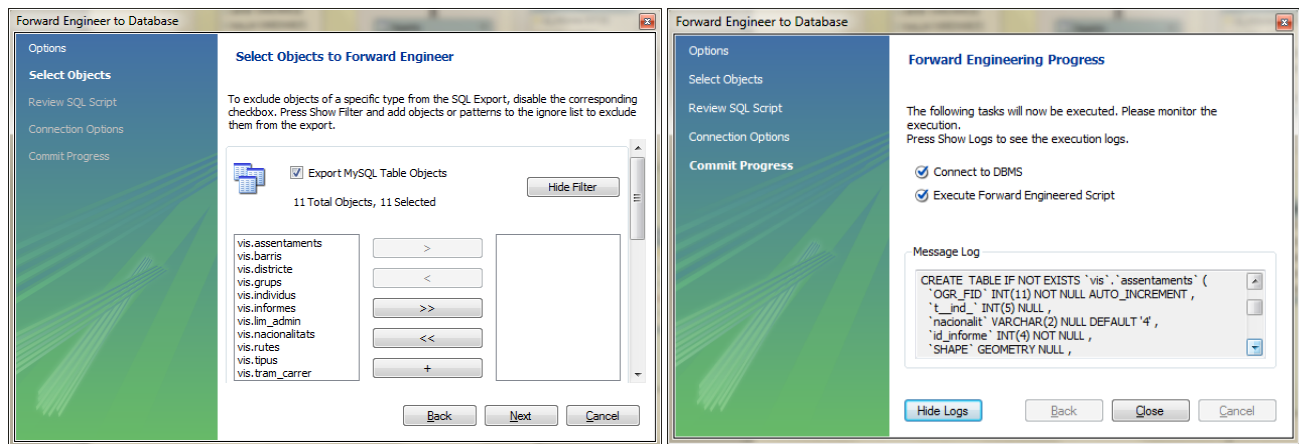 Forward Engineer to Database
Options
Select Objects
Review SQL Script
Connection Options
Commit Progress
Select Objects to Forward Engineer
To exclude objects of a specific type from the SQL Export, disable the corresponding
checkbox. Press Show Filter and add objects or patterns to the ignore list to exclude
them from the export.
Export MySQL Table Objects
11 Total Objects, 11 Selected
Hide Filter
vis.assentaments
vis.barris
vis.districte
vis.grups
vis.individus
vis.informes
vis.lim_admin
vis.nacionalitats
vis.rutes
vis.tipus
vis.tram_carrer
>
<
>>
<<
+
Back
Next
Cancel
Forward Engineer to Database
Options
Select Objects
Review SQL Script
Connection Options
Commit Progress
Forward Engineering Progress
The following tasks will now be executed. Please monitor the
execution.
Press Show Logs to see the execution logs.
Connect to DBMS
Execute Forward Engineered Script
Message Log
CREATE TABLE IF NOT EXISTS `vis`.`assentaments` (
`OGR_FID` INT(11) NOT NULL AUTO_INCREMENT ,
`t__ind_` INT(5) NULL ,
`nacionalit` VARCHAR(2) NULL DEFAULT '4' ,
`id_informe` INT(4) NOT NULL ,
`SHAPE` GEOMETRY NULL ,
Hide Logs
Back
Close
Cancel